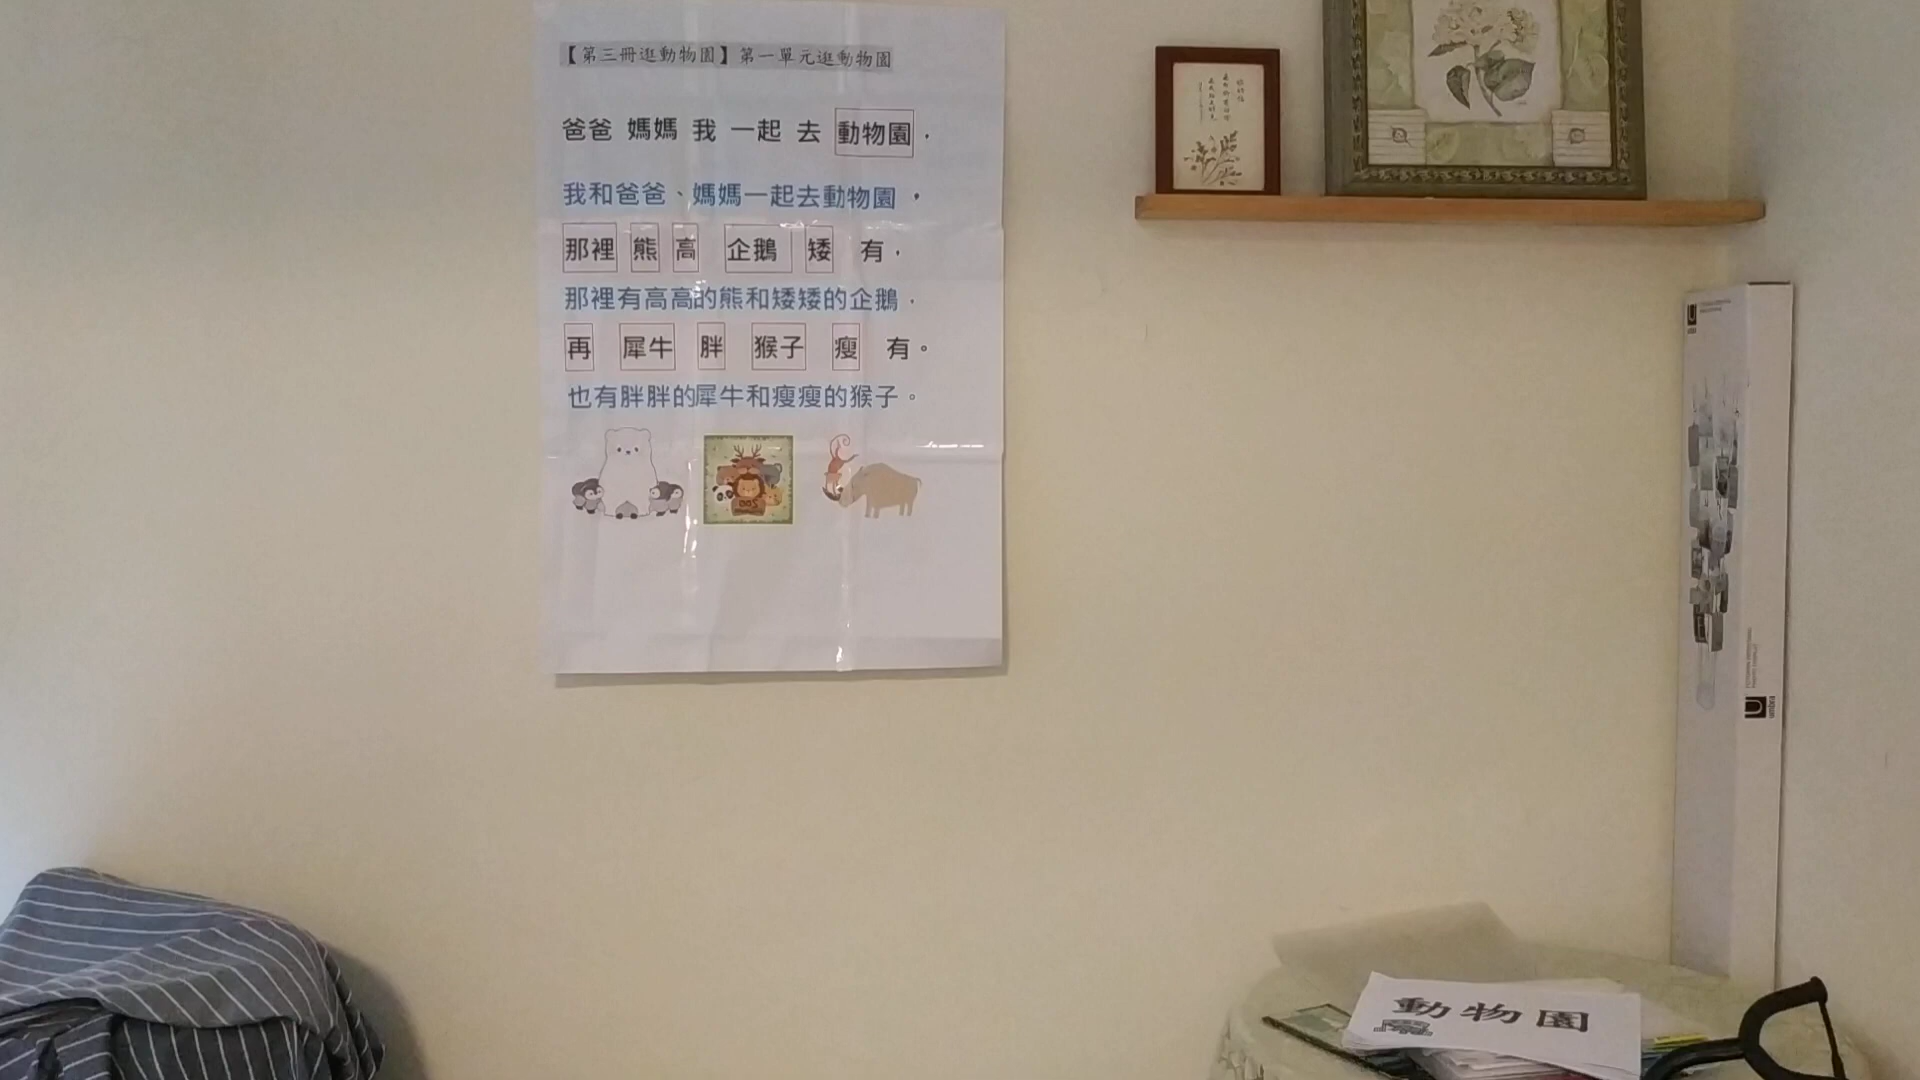 【第三冊逛動物園】第一單元逛動物園
爸爸 媽媽 我 一起 去 動物園，
我和爸爸、媽媽一起去動物園，
那裡 熊 高 企鵝 矮 有，
那裡有高高的熊和矮矮的企鵝，
再 犀牛 胖 猴子 瘦 有。
也有胖胖的犀牛和瘦瘦的猴子。
動物園